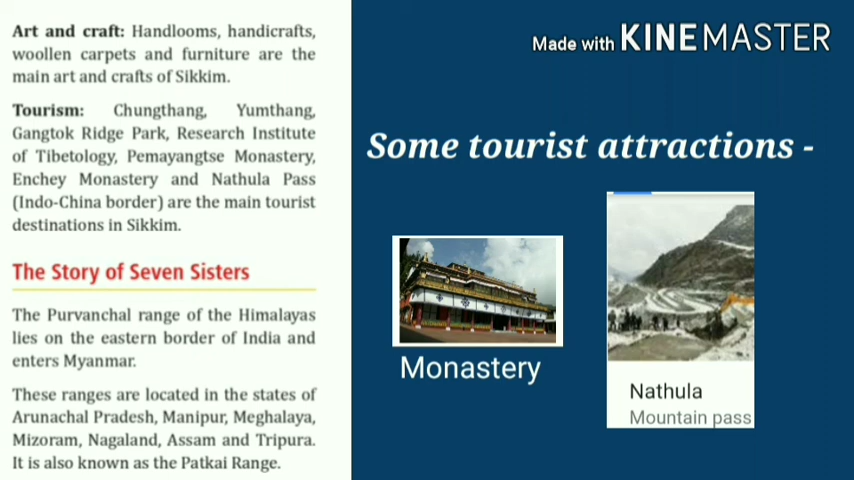 Art and craft: Handlooms, handicrafts,
woollen carpets and furniture are the
main art and crafts of Sikkim.
Tourism: Chungthang, Yumthang,
Gangtok Ridge Park, Research Institute
of Tibetology, Pemayangtse Monastery,
Enchey Monastery and Nathula Pass
(Indo-China border) are the main tourist
destinations in Sikkim.
The Story of Seven Sisters
The Purvanchal range of the Himalayas
lies on the eastern border of India and
enters Myanmar.
These ranges are located in the states of
Arunachal Pradesh, Manipur, Meghalaya,
Mizoram, Nagaland, Assam and Tripura.
It is also known as the Patkai Range.
Made with KINEMASTER
Some tourist attractions -
Monastery
Nathula
Mountain pass